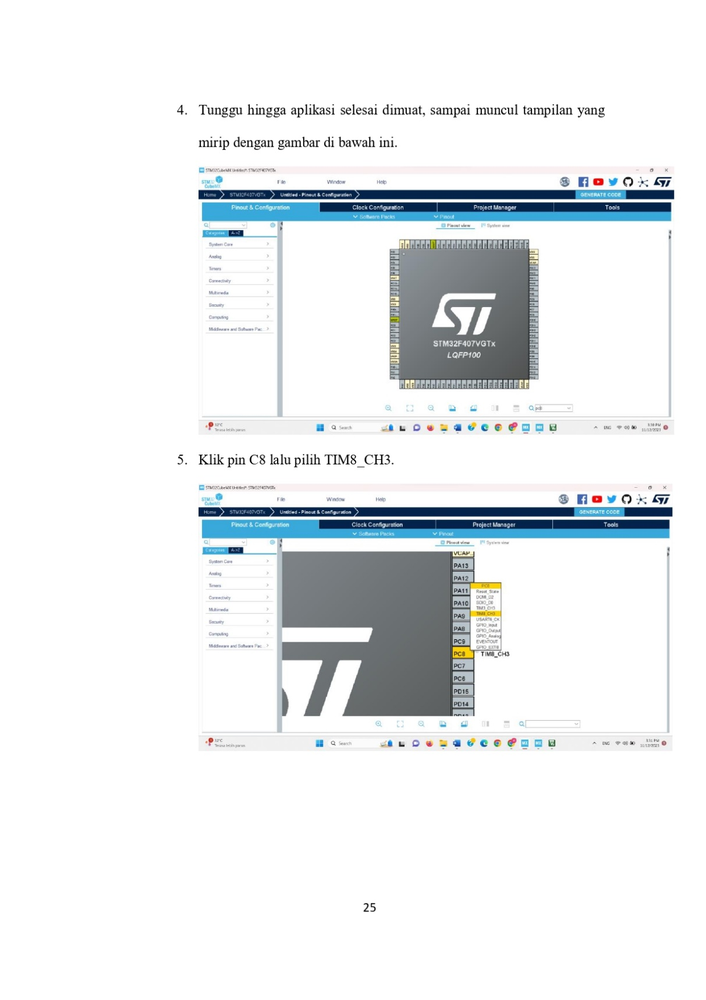 4. Tunggu hingga aplikasi selesai dimuat, sampai muncul tampilan yang
mirip dengan gambar di bawah ini.
STM32CubeMX Untitled*: STM32F407VGTx
STM32 CubeMX
File Window Help
Home STM32F407VGTx Untitled - Pinout & Configuration GENERATE CODE
Pinout & Configuration Clock Configuration Project Manager Tools
Software Packs Pinout
Pinout view System view
Categories A->Z
System Core
Analog
Timers
Connectivity
Multimedia
Security
Computing
Middleware and Software Pac...
STM32F407VGTx
LQFP100
32°C
Terasa lebih panas
Search
ENG
3:30 PM
11/12/2023
5. Klik pin C8 lalu pilih TIM8_CH3.
STM32CubeMX Untitled*: STM32F407VGTx
STM32 CubeMX
File Window Help
Home STM32F407VGTx Untitled - Pinout & Configuration GENERATE CODE
Pinout & Configuration Clock Configuration Project Manager Tools
Software Packs Pinout
Pinout view System view
Categories A->Z
System Core
Analog
Timers
Connectivity
Multimedia
Security
Computing
Middleware and Software Pac...
VCAP..
PA13
PA12
PA11
PA10
PA9
PA8
PC9
PC8
PC7
PC6
PD15
PD14
PC8
Reset_State
DCMI_D2
SDIO_D0
TIM3_CH3
TIM8_CH3
USART6_CK
GPIO_Input
GPIO_Output
GPIO_Analog
EVENTOUT
GPIO_EXTI8
TIM8_CH3
32°C
Terasa lebih panas
Search
ENG
3:31 PM
11/12/2023
25